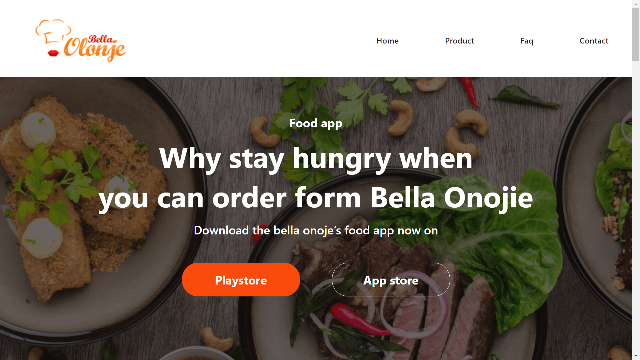 Bella
Olonje
Home Product Faq Contact
Food app
Why stay hungry when
you can order form Bella Onojie
Download the bella onoje's food app now on
Playstore App store